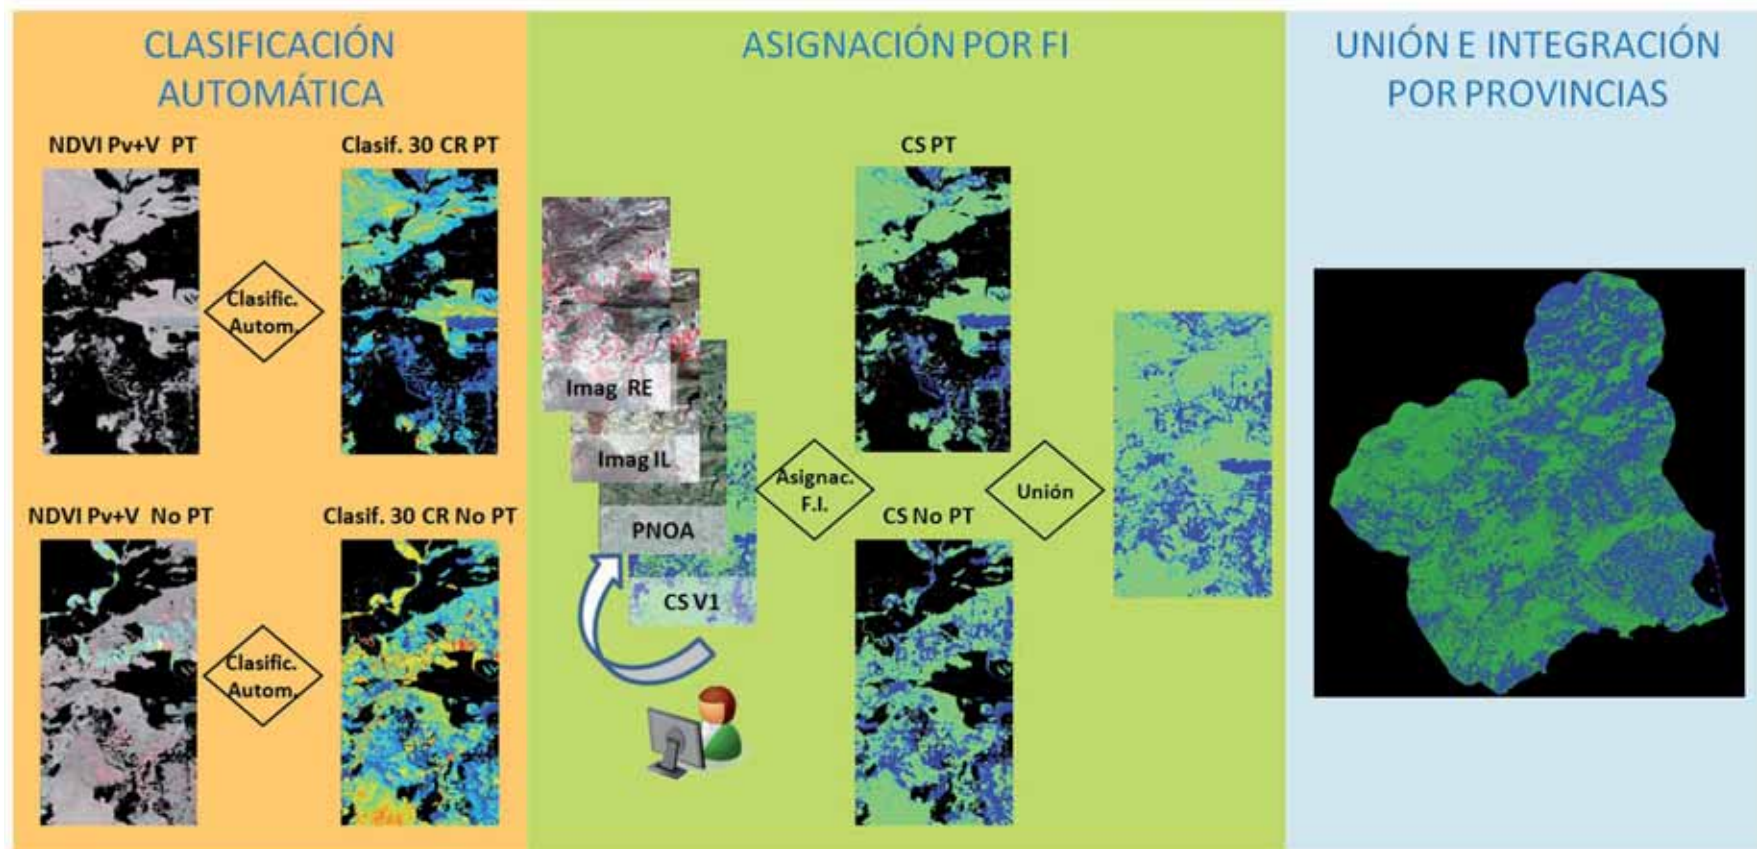 CLASIFICACIÓN
AUTOMÁTICA
NDVI Pv+V PT
Clasif. 30 CR PT
Clasific.
Autom.
NDVI Pv+V No PT
Clasif. 30 CR No PT
Clasific.
Autom.
ASIGNACIÓN POR FI
Imag RE
Imag IL
PNOA
CS V1
Asignac.
F.I.
CS PT
CS No PT
Unión
UNIÓN E INTEGRACIÓN
POR PROVINCIAS